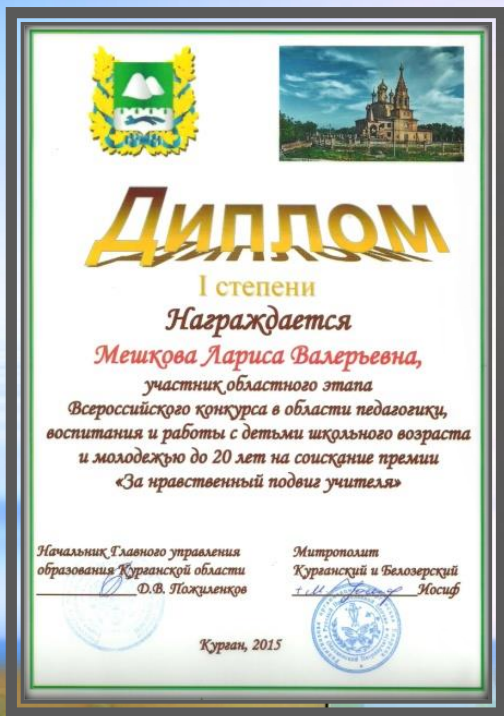 Диплом
I степени
Награждается
Мешкова Лариса Валерьевна,
участник областного этапа
Всероссийского конкурса в области педагогики,
воспитания и работы с детьми школьного возраста
и молодежью до 20 лет на соискание премии
«За нравственный подвиг учителя»
Начальник Главного управления
образования Курганской области
Д.В. Пожиленков
Митрополит
Курганский и Белозерский
Иосиф
Курган, 2015